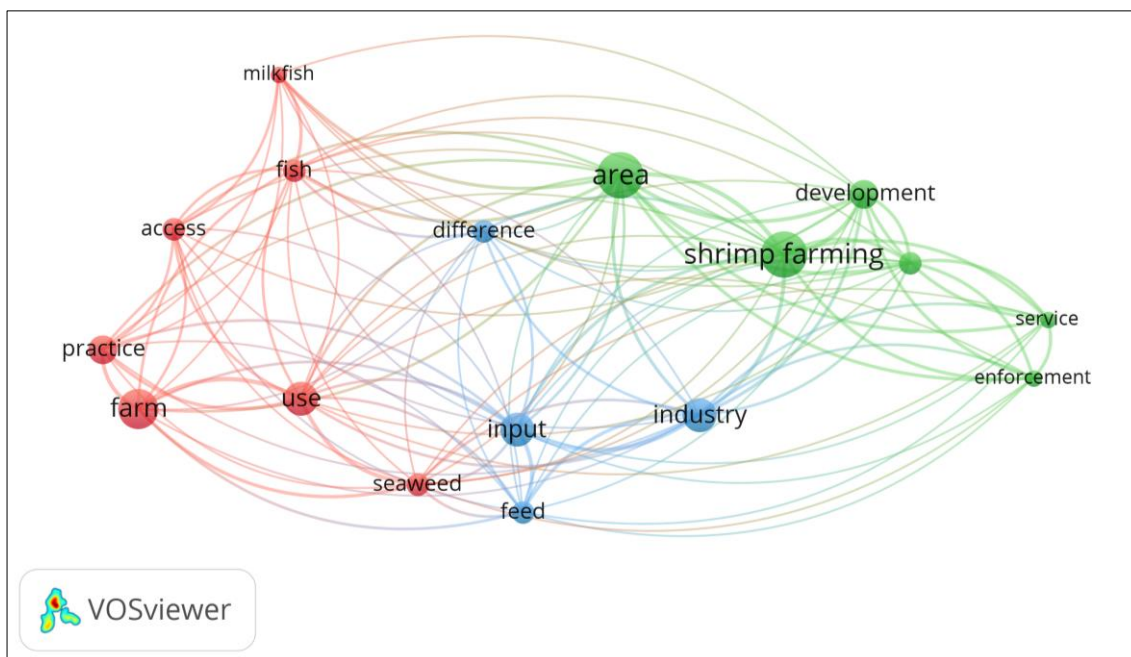 milkfish
fish
area
development
access
difference
shrimp farming
service
practice
enforcement
farm
use
industry
input
seaweed
feed
VOSviewer